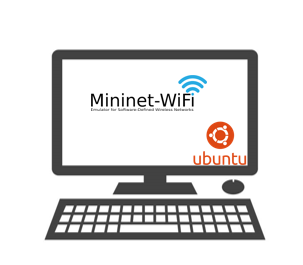 Mininet-WiFi
Emulator for Software-Defined Wireless Networks
ubuntu